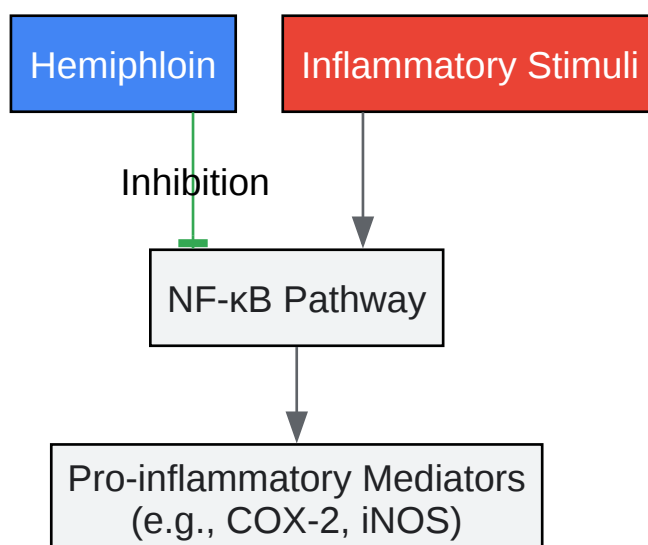 Hemiphloin
Inflammatory Stimuli
Inhibition
NF-κB Pathway
Pro-inflammatory Mediators
(e.g., COX-2, iNOS)